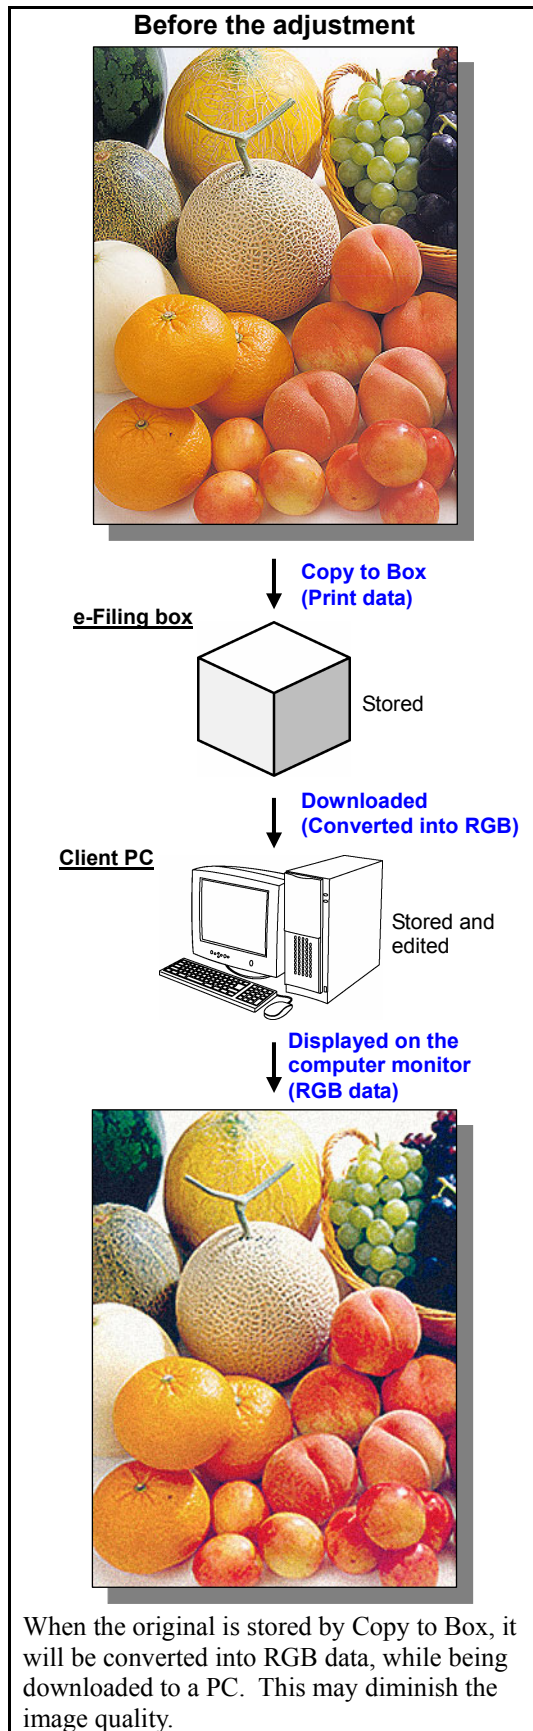 Before the adjustment
Copy to Box
(Print data)
e-Filing box
Stored
Downloaded
(Converted into RGB)
Client PC
Stored and
edited
Displayed on the
computer monitor
(RGB data)
When the original is stored by Copy to Box, it
will be converted into RGB data, while being
downloaded to a PC.  This may diminish the
image quality.